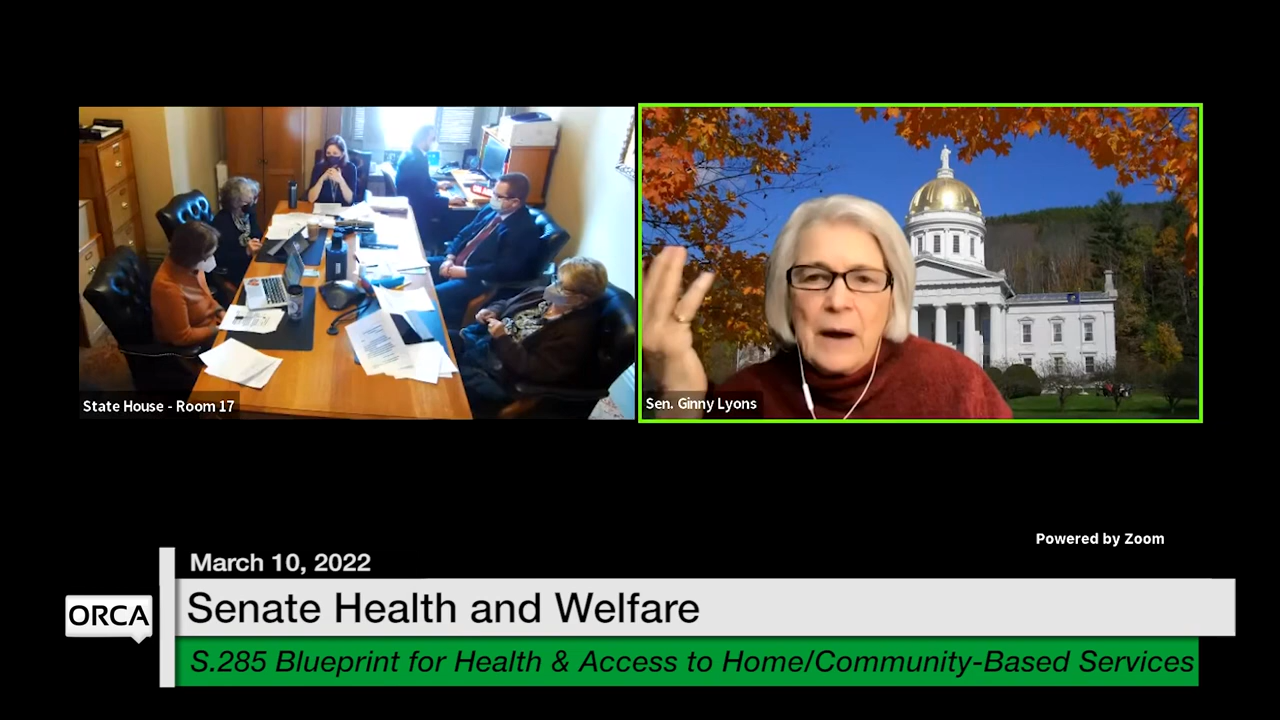 State House - Room 17
Sen. Ginny Lyons
Powered by Zoom
March 10, 2022
ORCA
Senate Health and Welfare
S.285 Blueprint for Health & Access to Home/Community-Based Services